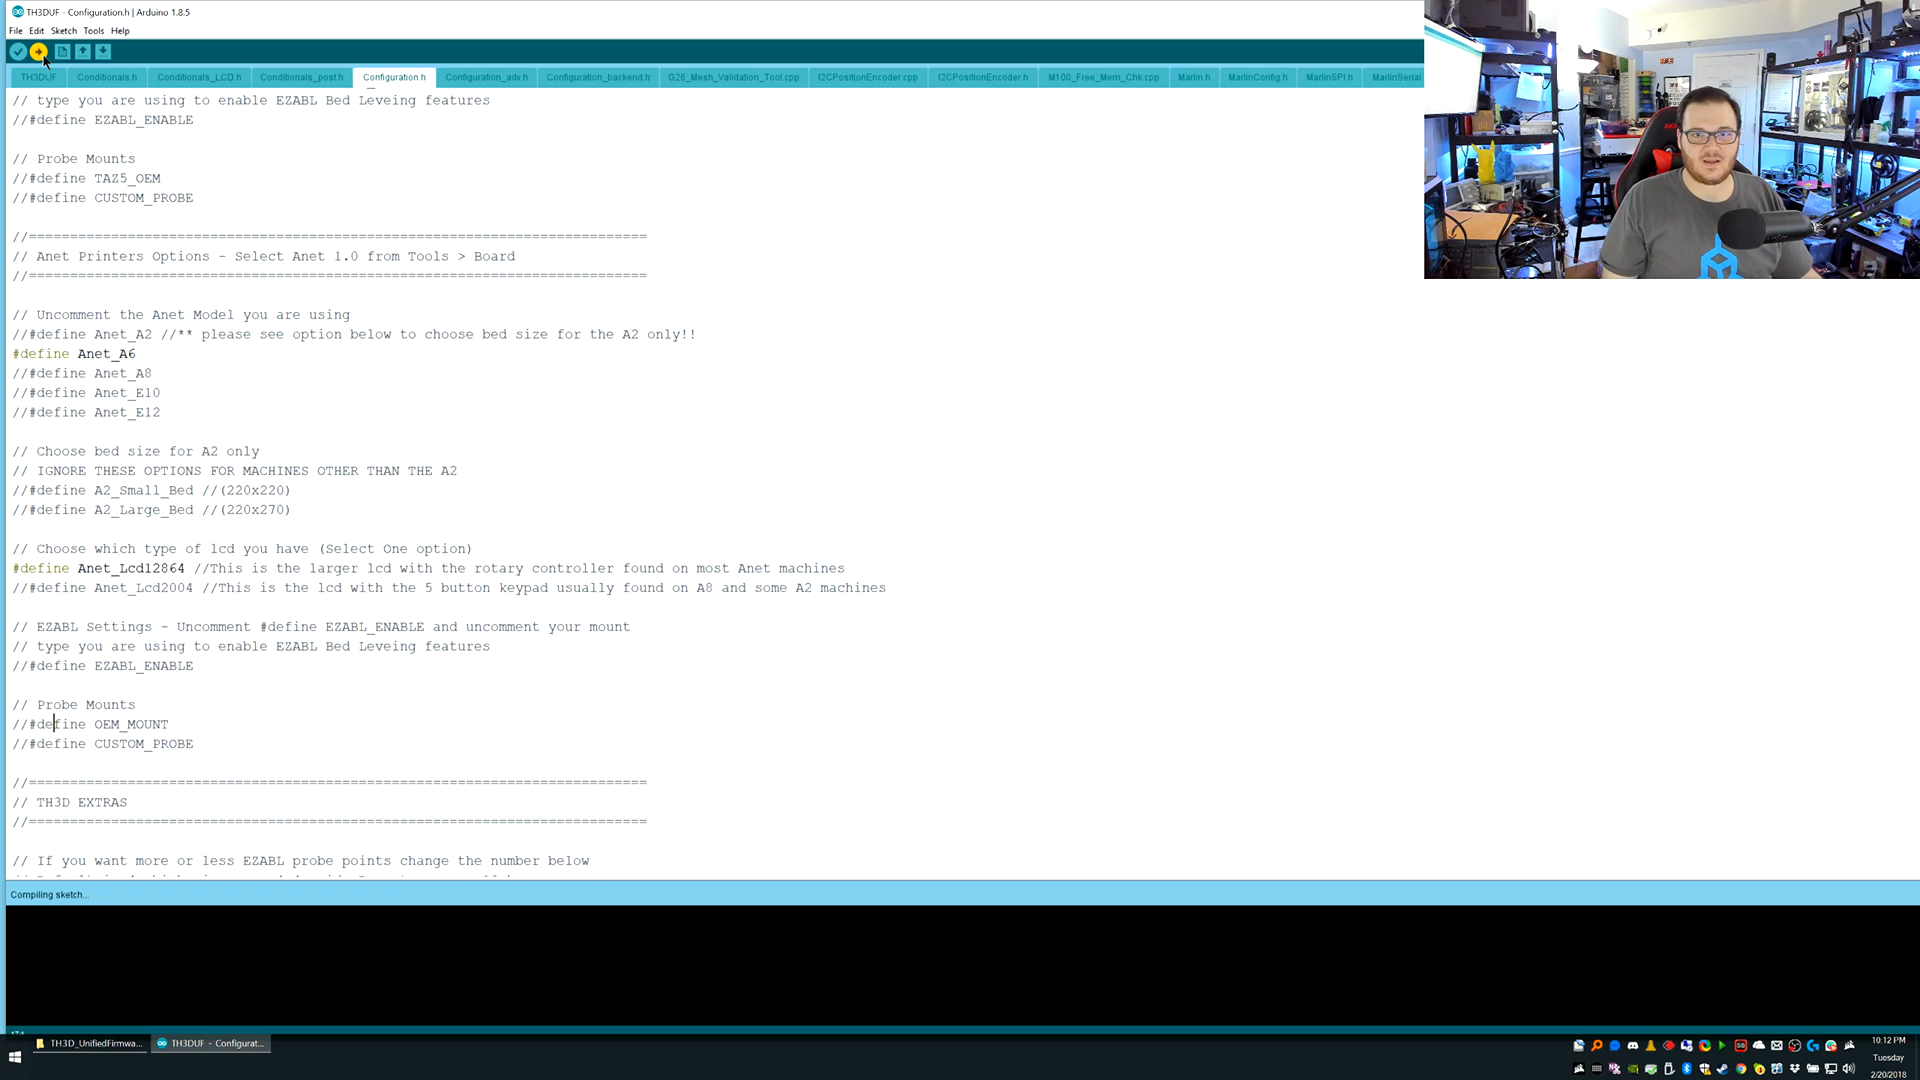 TH3DUF - Configuration.h | Arduino 1.8.5
File Edit Sketch Tools Help
TH3DUF Conditionals.h Conditionals_LCD.h Conditionals_post.h Configuration.h Configuration_adv.h Configuration_backend.h G26_Mesh_Validation_Tool.cpp I2CPositionEncoder.cpp I2CPositionEncoder.h M100_Free_Mem_Chk.cpp Marlin.h MarlinConfig.h MarlinSPI.h MarlinSerial
// type you are using to enable EZABL Bed Leveing features
//#define EZABL_ENABLE
// Probe Mounts
//#define TAZ5_OEM
//#define CUSTOM_PROBE
//===========================================================================
// Anet Printers Options - Select Anet 1.0 from Tools > Board
//===========================================================================
// Uncomment the Anet Model you are using
//#define Anet_A2 //** please see option below to choose bed size for the A2 only!!
#define Anet_A6
//#define Anet_A8
//#define Anet_E10
//#define Anet_E12
// Choose bed size for A2 only
// IGNORE THESE OPTIONS FOR MACHINES OTHER THAN THE A2
//#define A2_Small_Bed //(220x220)
//#define A2_Large_Bed //(220x270)
// Choose which type of lcd you have (Select One option)
#define Anet_Lcd12864 //This is the larger lcd with the rotary controller found on most Anet machines
//#define Anet_Lcd2004 //This is the lcd with the 5 button keypad usually found on A8 and some A2 machines
// EZABL Settings - Uncomment #define EZABL_ENABLE and uncomment your mount
// type you are using to enable EZABL Bed Leveing features
//#define EZABL_ENABLE
// Probe Mounts
//#define OEM_MOUNT
//#define CUSTOM_PROBE
//===========================================================================
// TH3D EXTRAS
//===========================================================================
// If you want more or less EZABL probe points change the number below
Compiling sketch...
TH3D_UnifiedFirmwa... TH3DUF - Configurat...
10:12 PM
Tuesday
2/20/2018